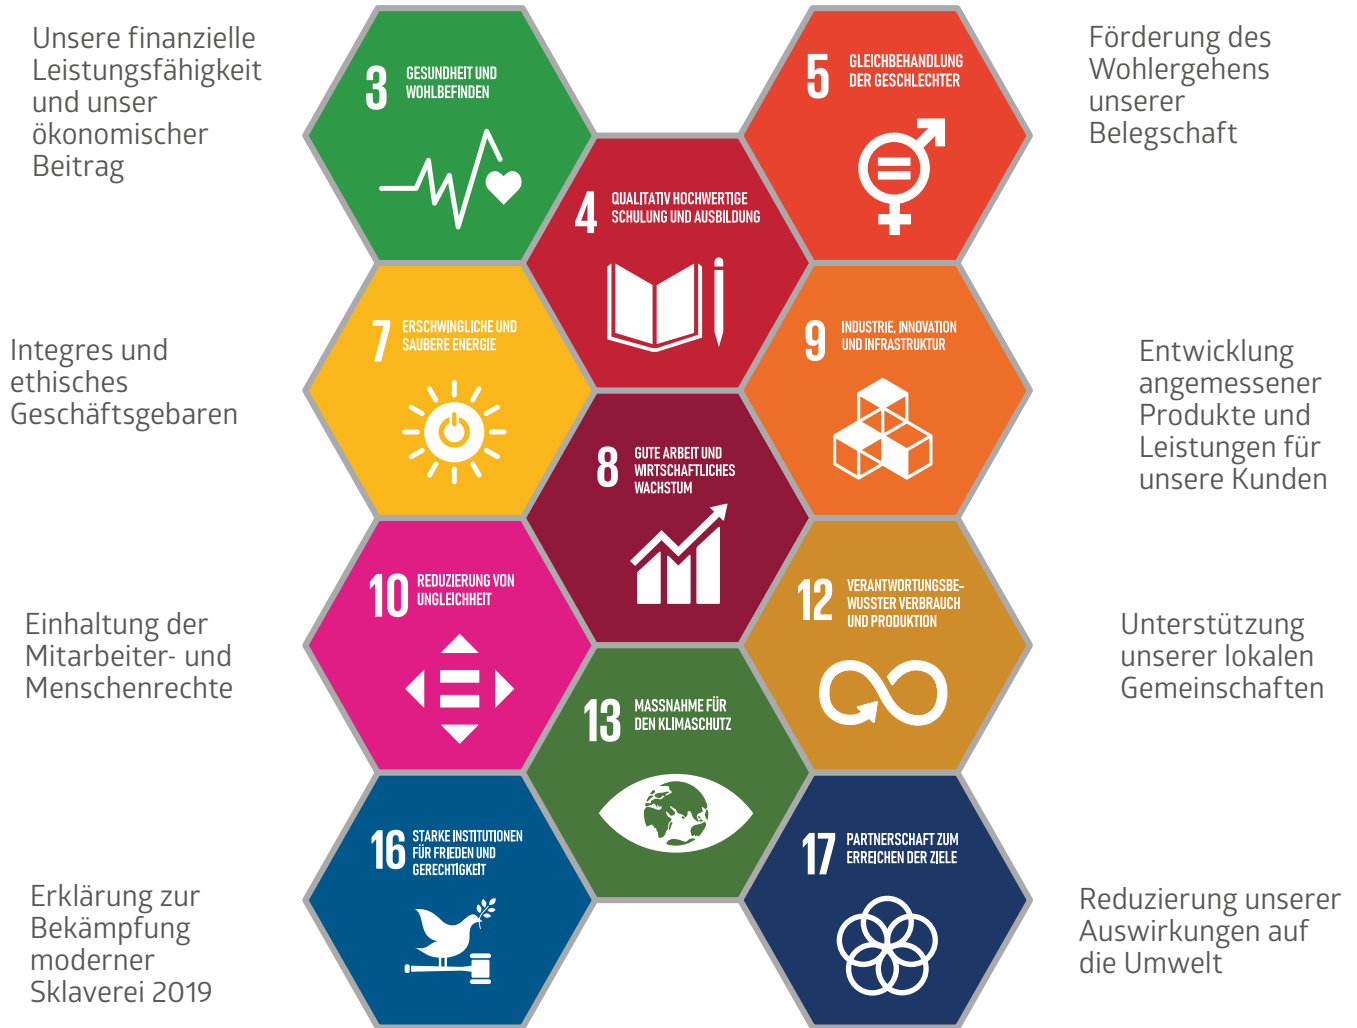 Unsere finanzielle
Leistungsfähigkeit
und unser
ökonomischer
Beitrag
3
GESUNDHEIT UND
WOHLBEFINDEN
5
GLEICHBEHANDLUNG
DER GESCHLECHTER
Förderung des
Wohlergehens
unserer
Belegschaft
4
QUALITATIV HOCHWERTIGE
SCHULUNG UND AUSBILDUNG
Integres und
ethisches
Geschäftsgebaren
7
ERSCHWINGLICHE UND
SAUBERE ENERGIE
9
INDUSTRIE, INNOVATION
UND INFRASTRUKTUR
Entwicklung
angemessener
Produkte und
Leistungen für
unsere Kunden
8
GUTE ARBEIT UND
WIRTSCHAFTLICHES
WACHSTUM
Einhaltung der
Mitarbeiter- und
Menschenrechte
10
REDUZIERUNG VON
UNGLEICHHEIT
12
VERANTWORTUNGSBE-
WUSSTER VERBRAUCH
UND PRODUKTION
Unterstützung
unserer lokalen
Gemeinschaften
13
MASSNAHME FÜR
DEN KLIMASCHUTZ
Erklärung zur
Bekämpfung
moderner
Sklaverei 2019
16
STARKE INSTITUTIONEN
FÜR FRIEDEN UND
GERECHTIGKEIT
17
PARTNERSCHAFT ZUM
ERREICHEN DER ZIELE
Reduzierung unserer
Auswirkungen auf
die Umwelt